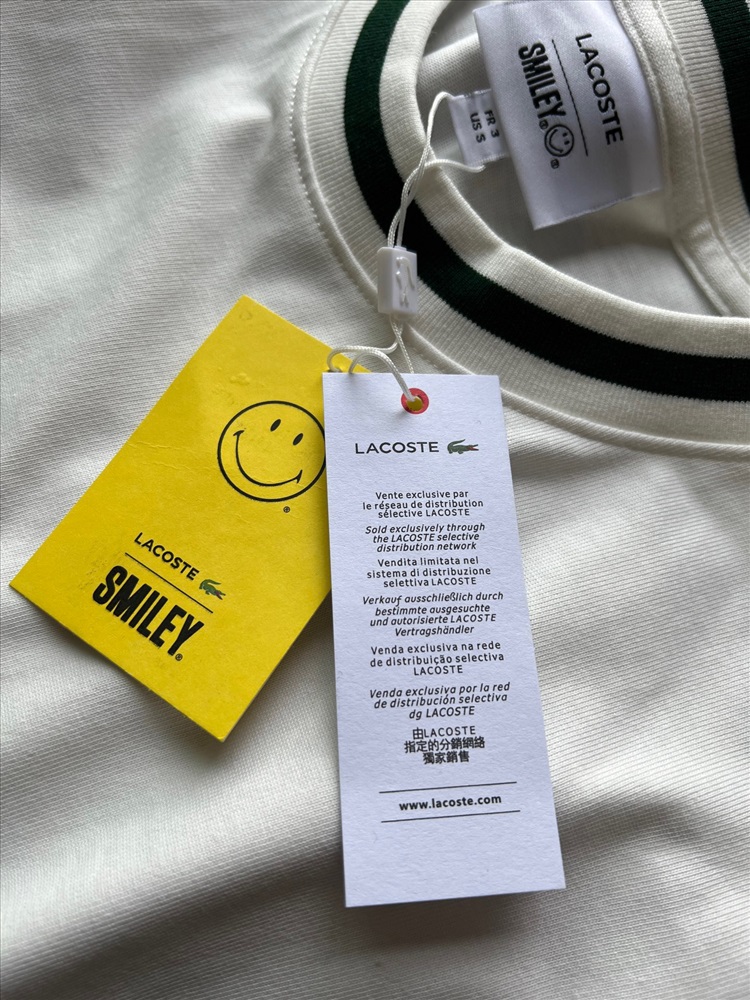 LACOSTE
SMILEY®
®
FR 3
US S
®
LACOSTE
SMILEY®
LACOSTE
Vente exclusive par
le réseau de distribution
sélective LACOSTE
Sold exclusively through
the LACOSTE selective
distribution network
Vendita limitata nel
sistema di distribuzione
selettiva LACOSTE
Verkauf ausschließlich durch
bestimmte ausgesuchte
und autorisierte LACOSTE
Vertragshändler
Venda exclusiva na rede
de distribuição selectiva
LACOSTE
Venda exclusiva por la red
de distribución selectiva
dg LACOSTE
由LACOSTE
指定的分銷網絡
獨家銷售
www.lacoste.com